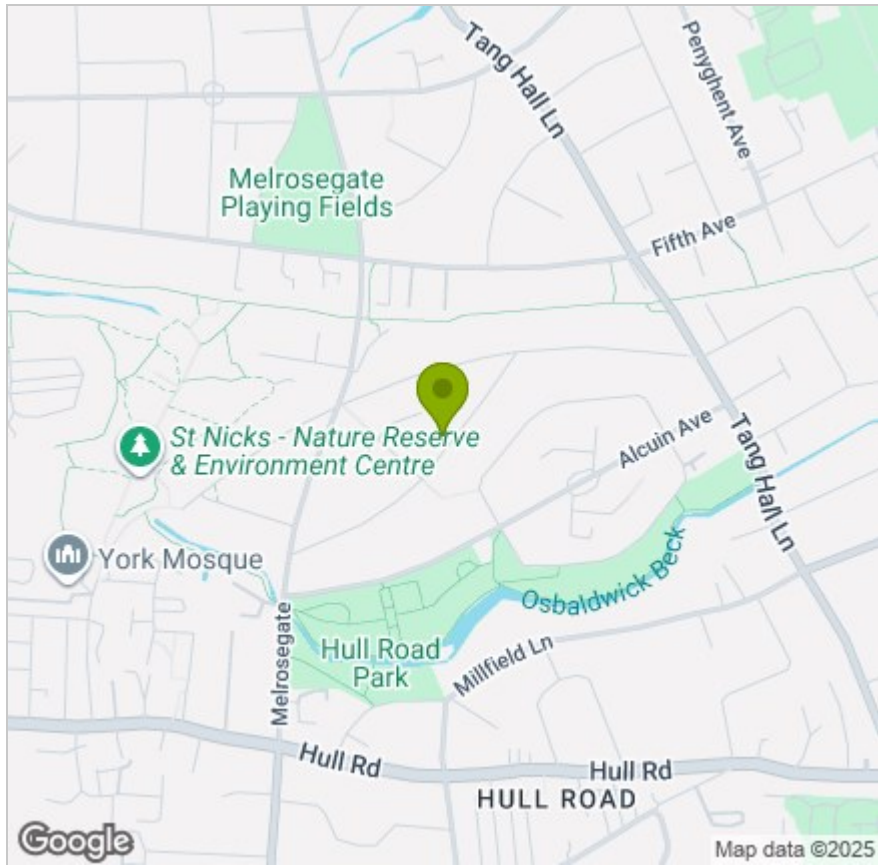 Tang Hall Ln
Penyghent Ave
Melrosegate
Playing Fields
Fifth Ave
St Nicks - Nature Reserve
& Environment Centre
Alcuin Ave
Tang Hall Ln
York Mosque
Osbaldwick Beck
Melrosegate
Hull Road
Park
Millfield Ln
Hull Rd
Hull Rd
HULL ROAD
Google
Map data ©2025